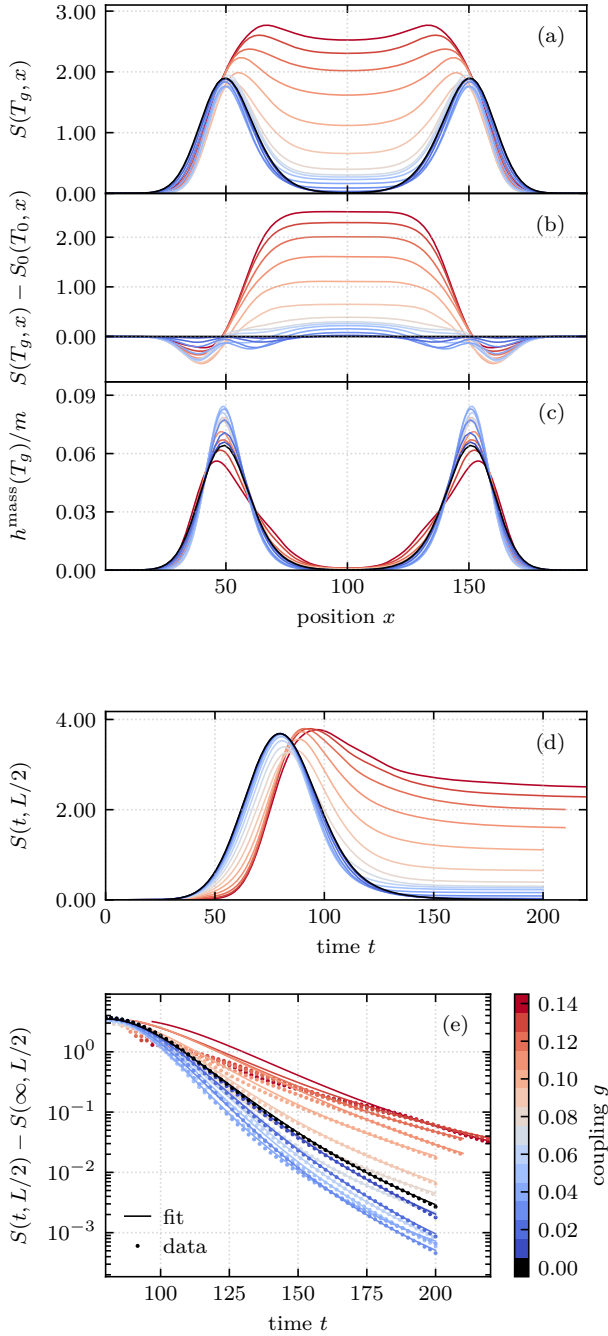 3.00
2.00
1.00
0.00
S(T_g, x)
(a)
2.00
1.00
0.00
S(T_g, x) − S_0(T_0, x)
(b)
0.09
0.06
0.03
0.00
h^mass(T_g)/m
(c)
50 100 150
position x
4.00
2.00
0.00
S(t, L/2)
(d)
0 50 100 150 200
time t
10^0
10^−1
10^−2
10^−3
S(t, L/2) − S(∞, L/2)
(e)
fit
data
100 125 150 175 200
time t
0.14
0.12
0.10
0.08
0.06
0.04
0.02
0.00
coupling g